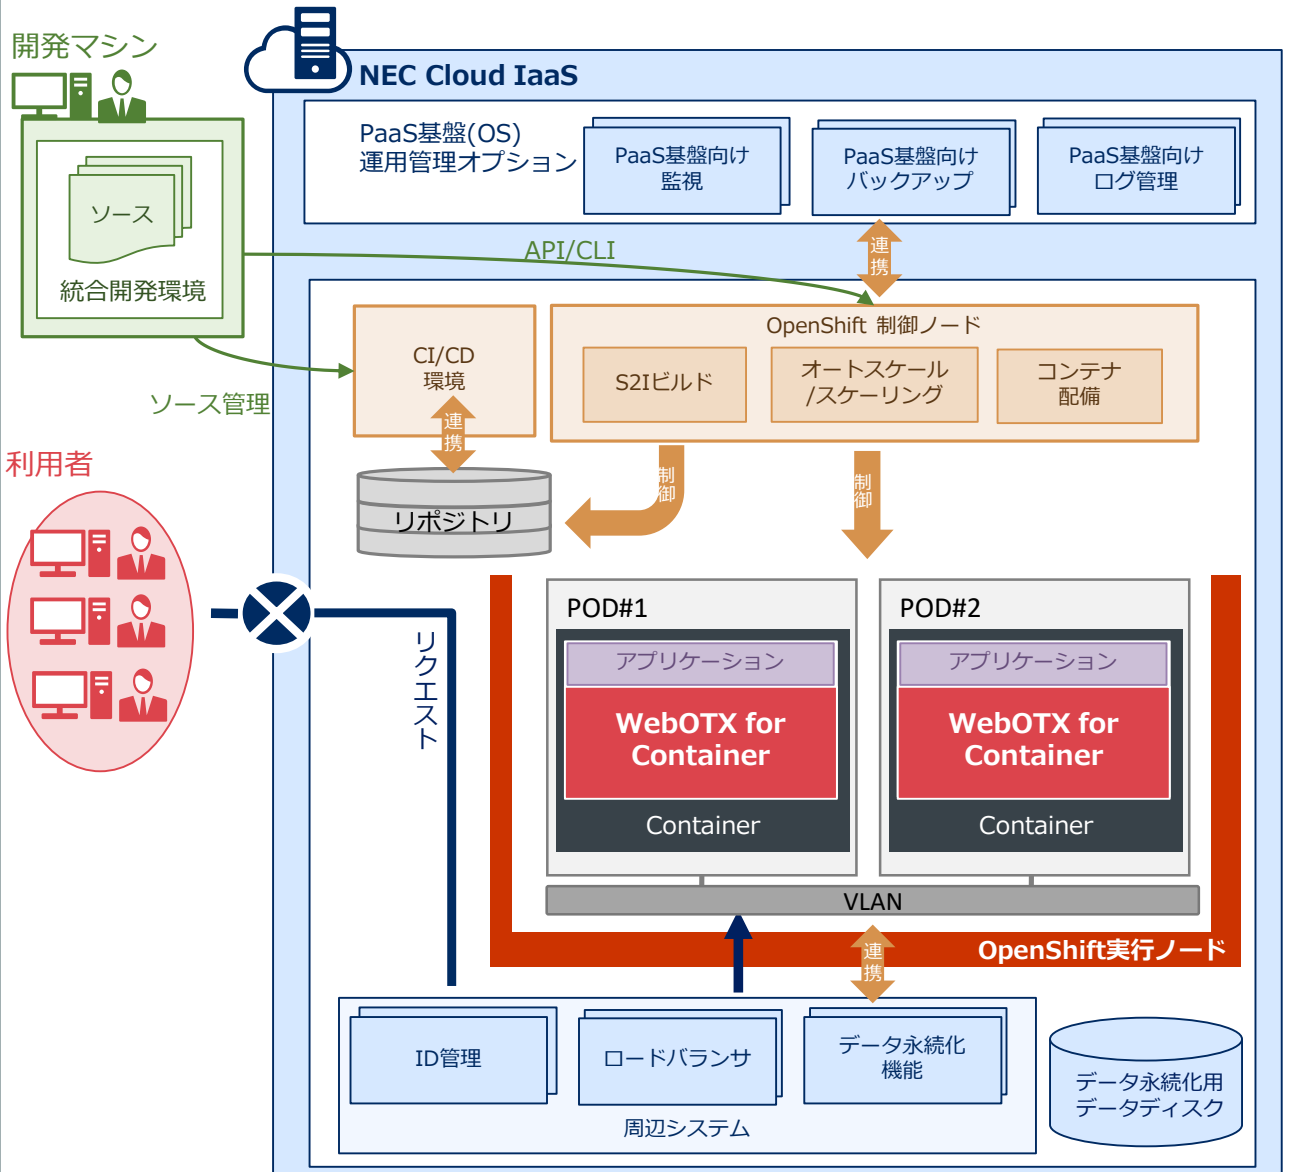 開発マシン
NEC Cloud IaaS
PaaS基盤(OS)
運用管理オプション
PaaS基盤向け
監視
PaaS基盤向け
バックアップ
PaaS基盤向け
ログ管理
ソース
統合開発環境
API/CLI
連携
ソース管理
CI/CD
環境
連携
OpenShift 制御ノード
S2Iビルド
オートスケール
/スケーリング
コンテナ
配備
リポジトリ
制御
制御
利用者
リクエスト
POD#1
アプリケーション
WebOTX for
Container
Container
POD#2
アプリケーション
WebOTX for
Container
Container
VLAN
連携
OpenShift実行ノード
ID管理
ロードバランサ
データ永続化
機能
周辺システム
データ永続化用
データディスク